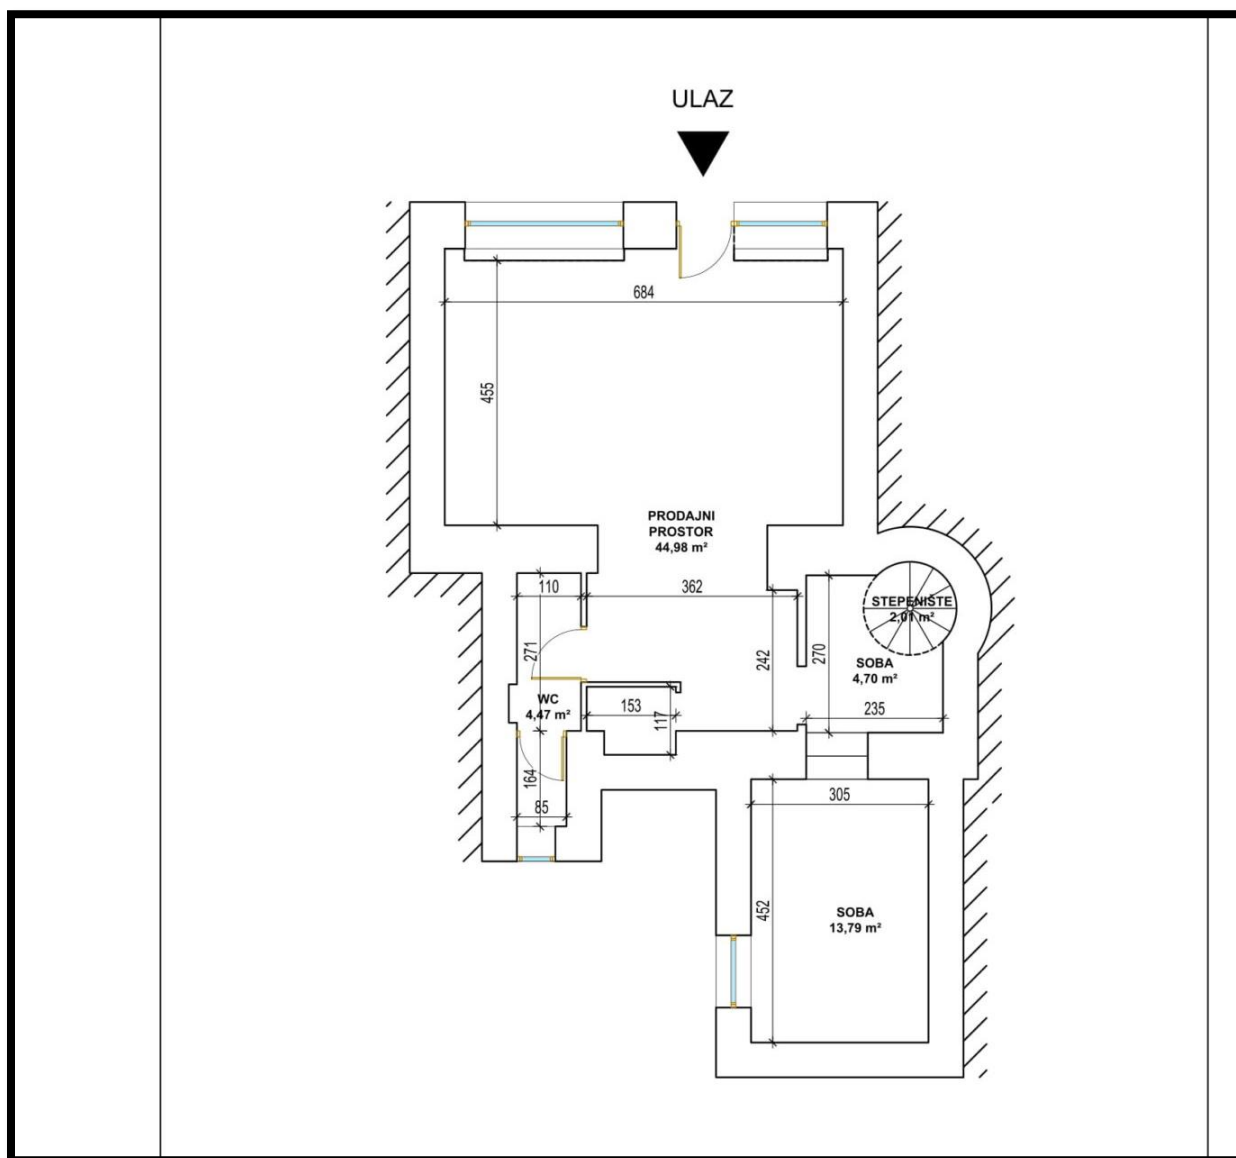 ULAZ
684
455
PRODAJNI
PROSTOR
44,98 m²
110
362
STEPENIŠTE
2,01 m²
271
242
270
SOBA
4,70 m²
WC
4,47 m²
153
117
235
164
85
305
452
SOBA
13,79 m²